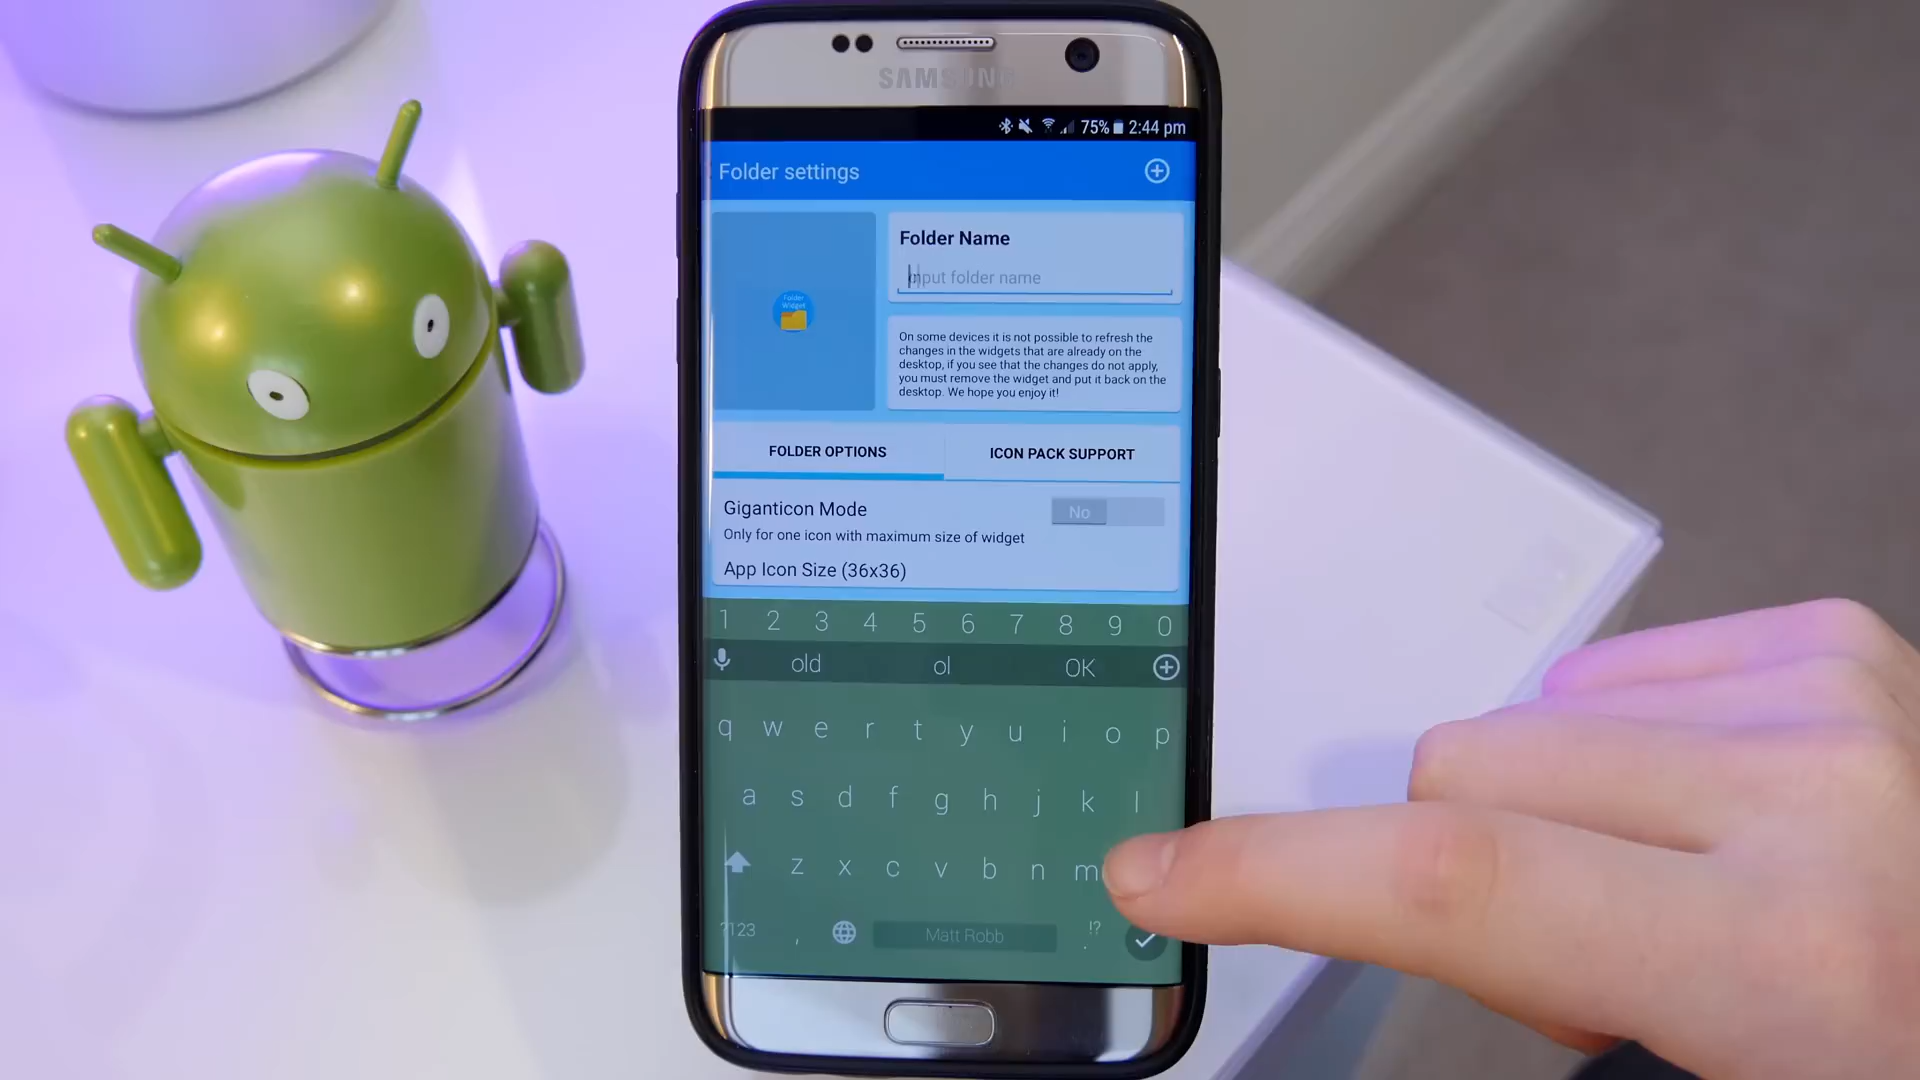 SAMSUNG
75% 2:44 pm
Folder settings
Folder Widget
Folder Name
Input folder name
On some devices it is not possible to refresh the
changes in the widgets that are already on the
desktop, if you see that the changes do not apply,
you must remove the widget and put it back on the
desktop. We hope you enjoy it!
FOLDER OPTIONS
ICON PACK SUPPORT
Giganticon Mode
No
Only for one icon with maximum size of widget
App Icon Size (36x36)
1 2 3 4 5 6 7 8 9 0
old ol OK
q w e r t y u i o p
a s d f g h j k l
z x c v b n m
?123 , Matt Robb . !?